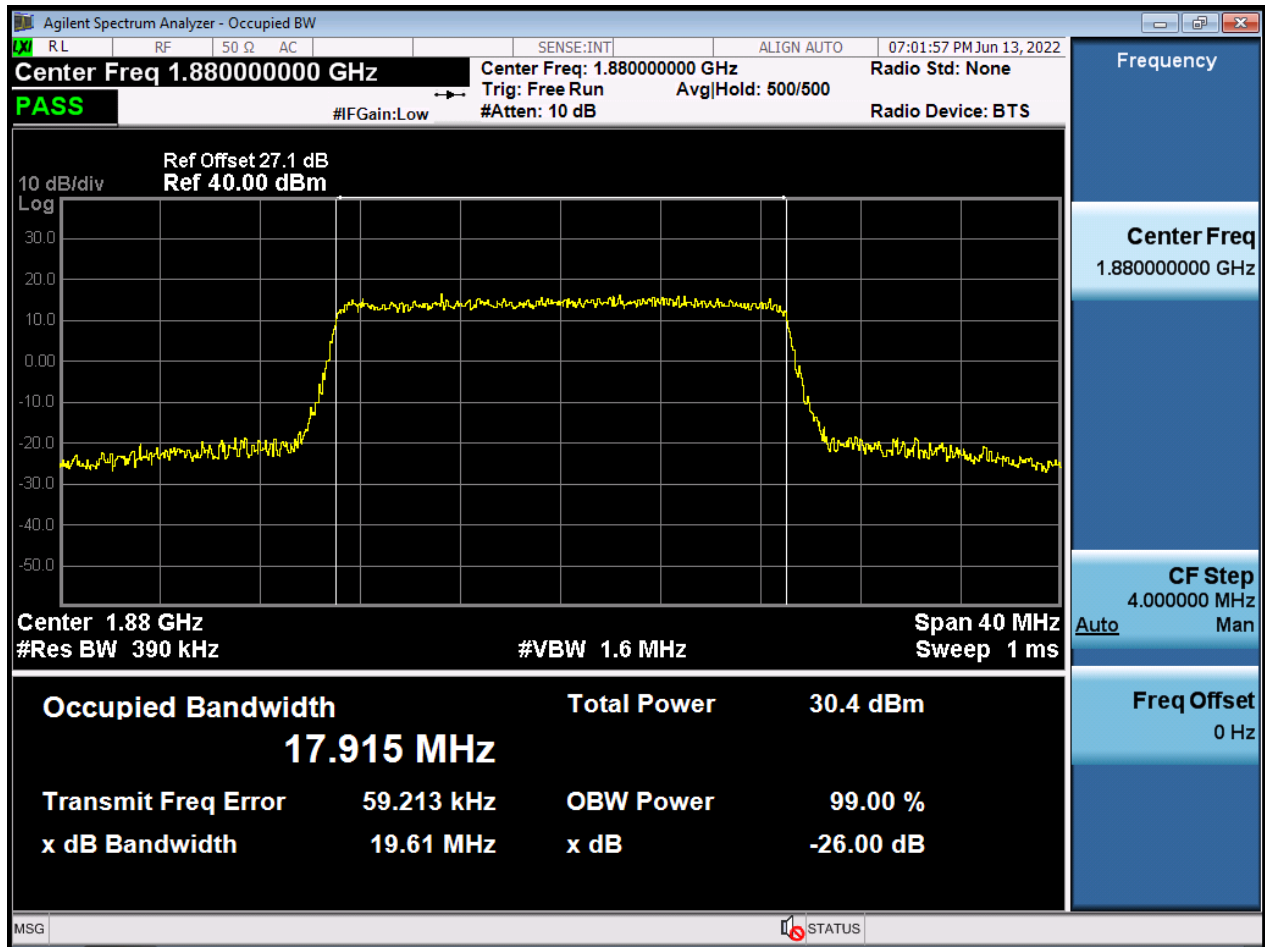 Agilent Spectrum Analyzer - Occupied BW
LXI RL RF 50 Ω AC SENSE:INT ALIGN AUTO 07:01:57 PM Jun 13, 2022
Center Freq 1.880000000 GHz
Center Freq: 1.880000000 GHz Radio Std: None
Trig: Free Run Avg|Hold: 500/500
PASS #IFGain:Low #Atten: 10 dB Radio Device: BTS
Ref Offset 27.1 dB
10 dB/div Ref 40.00 dBm
Log
30.0
20.0
10.0
0.00
-10.0
-20.0
-30.0
-40.0
-50.0
Center 1.88 GHz Span 40 MHz
#Res BW 390 kHz #VBW 1.6 MHz Sweep 1 ms
Occupied Bandwidth Total Power 30.4 dBm
17.915 MHz
Transmit Freq Error 59.213 kHz OBW Power 99.00 %
x dB Bandwidth 19.61 MHz x dB -26.00 dB
Frequency
Center Freq
1.880000000 GHz
CF Step
4.000000 MHz
Auto Man
Freq Offset
0 Hz
MSG STATUS